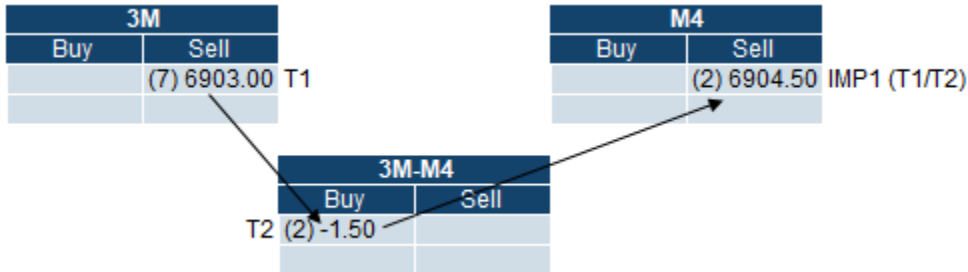 3M M4
Buy Sell Buy Sell
(7) 6903.00 T1 (2) 6904.50 IMP1 (T1/T2)
3M-M4
Buy Sell
T2 (2) -1.50